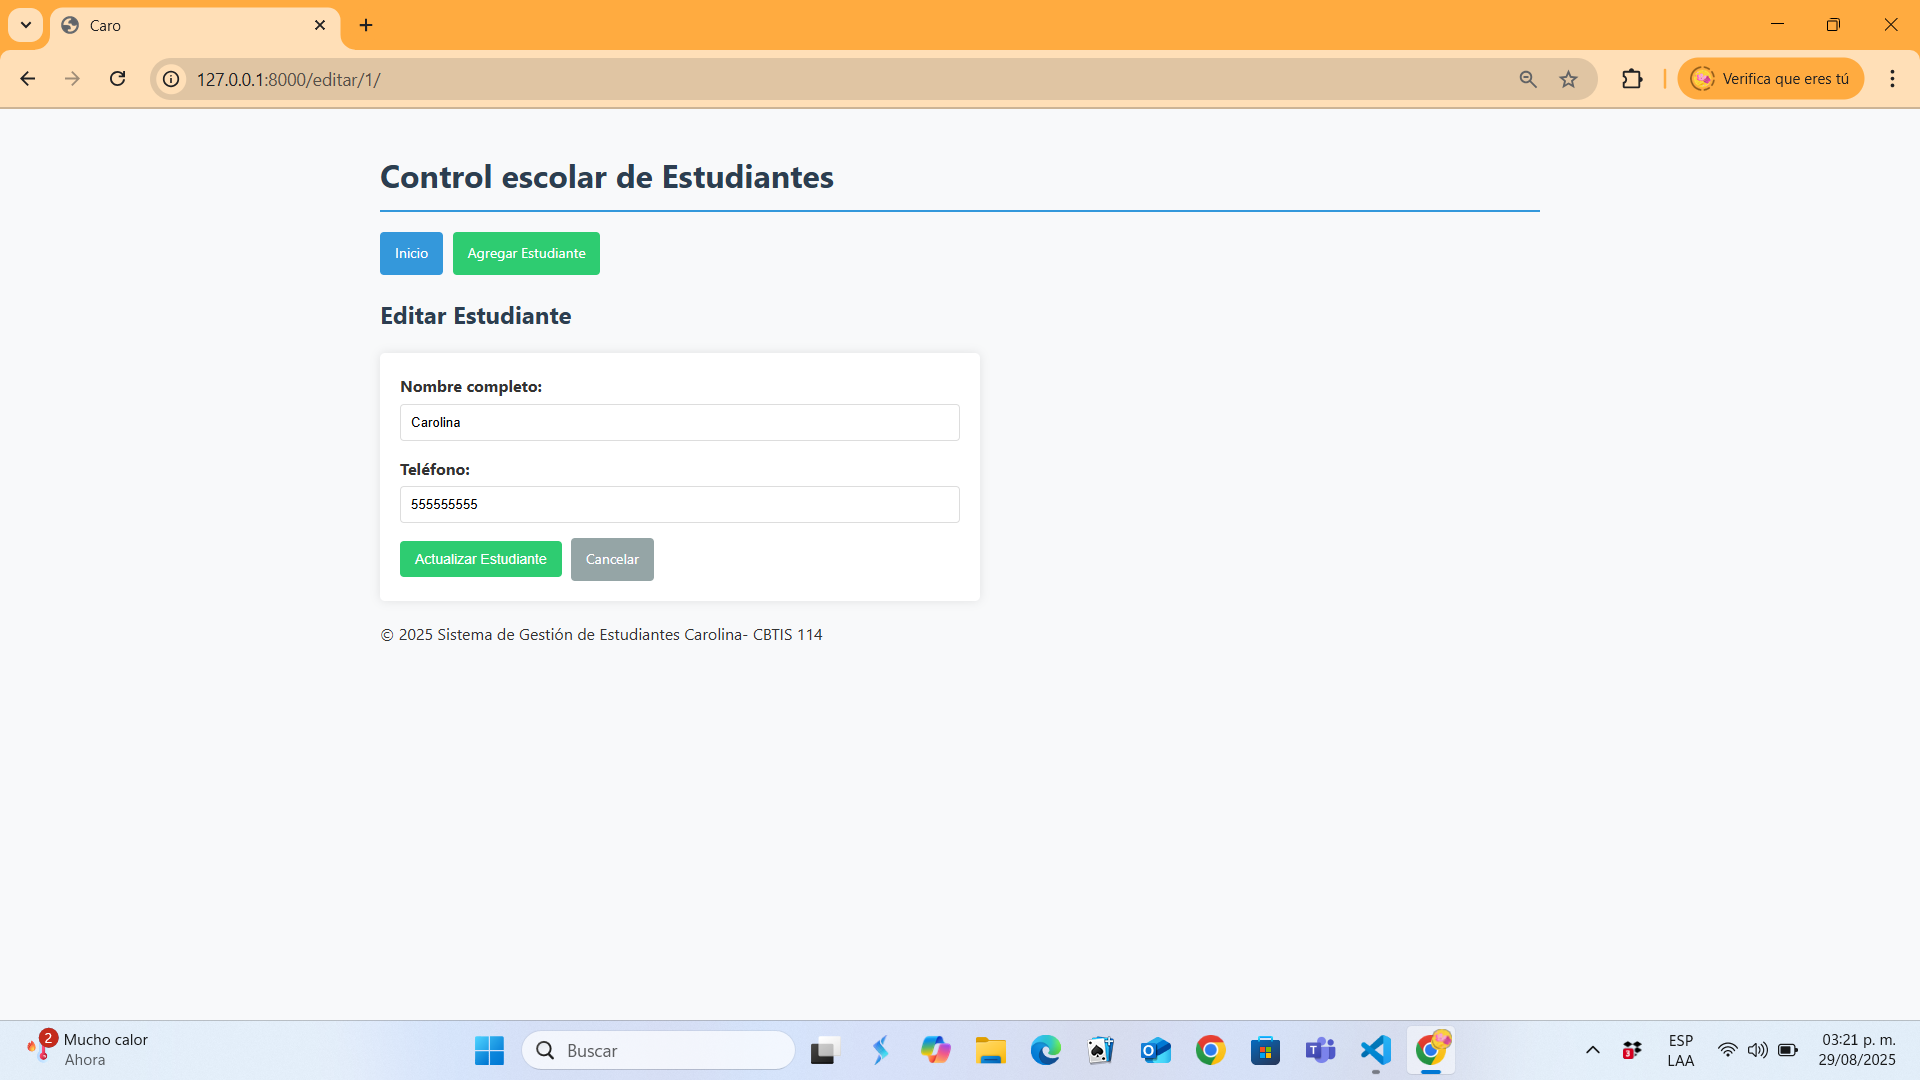 Caro
127.0.0.1:8000/editar/1/
Verifica que eres tú
Control escolar de Estudiantes
Inicio
Agregar Estudiante
Editar Estudiante
Nombre completo:
Carolina
Teléfono:
555555555
Actualizar Estudiante
Cancelar
© 2025 Sistema de Gestión de Estudiantes Carolina- CBTIS 114
2
Mucho calor
Ahora
Buscar
3
ESP
LAA
03:21 p. m.
29/08/2025